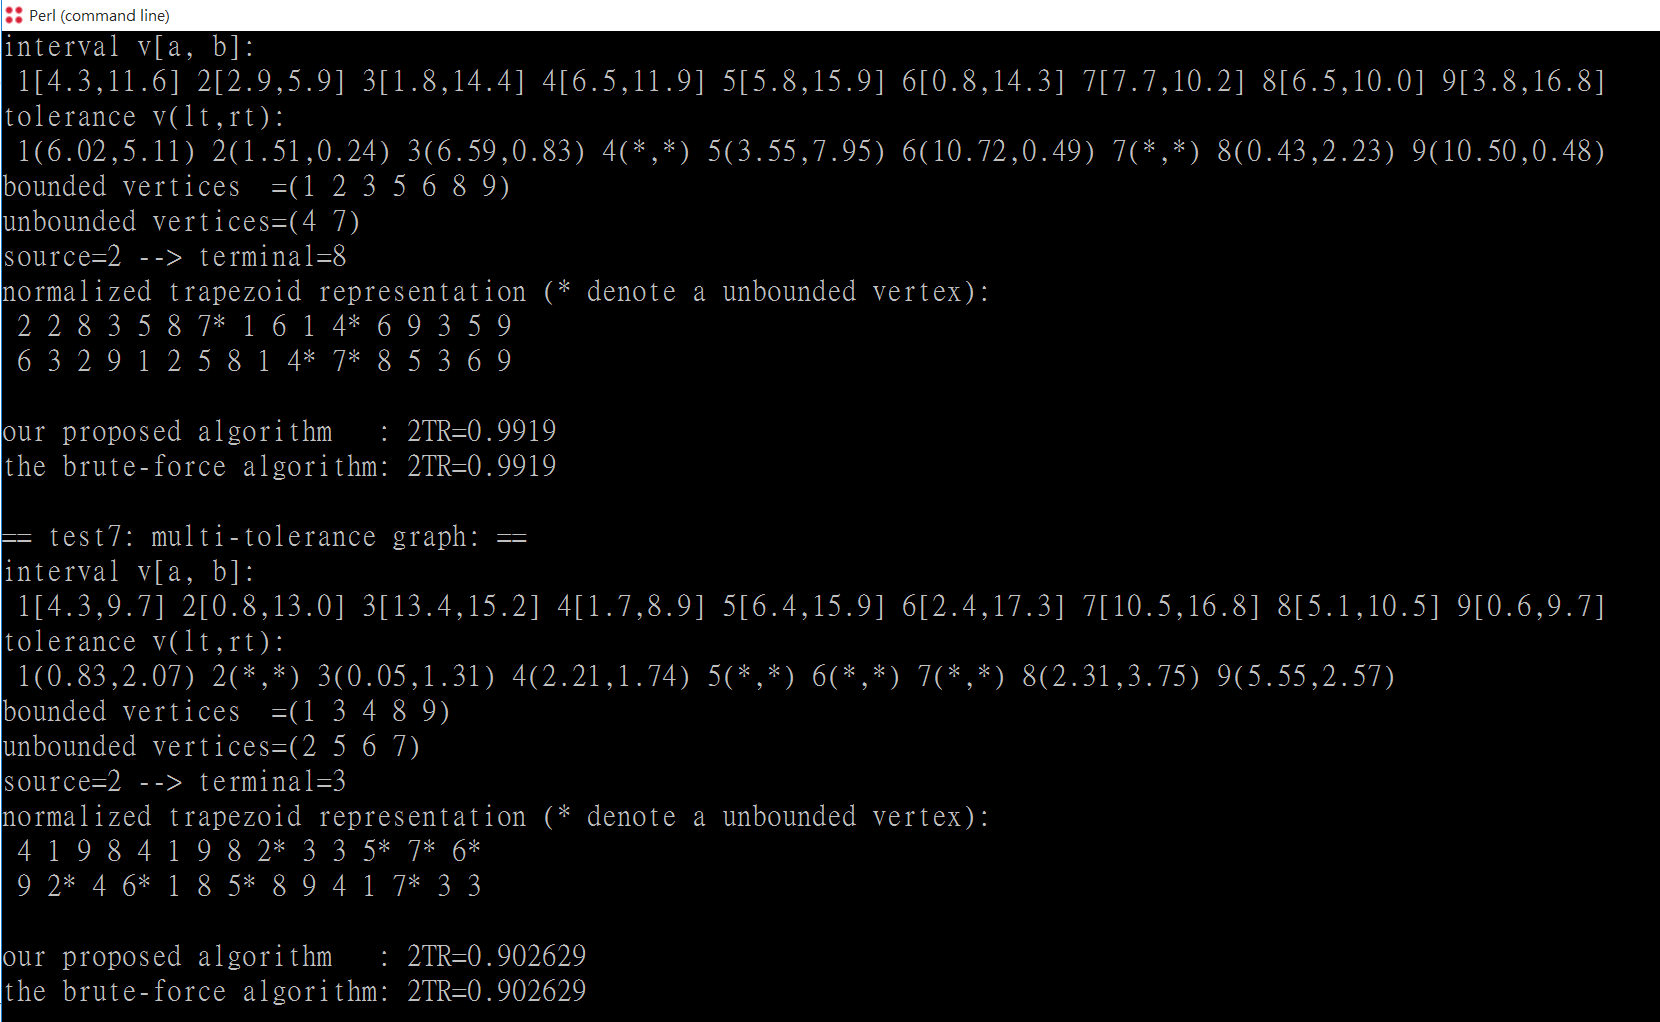 Perl (command line)
interval v[a, b]:
1[4.3,11.6] 2[2.9,5.9] 3[1.8,14.4] 4[6.5,11.9] 5[5.8,15.9] 6[0.8,14.3] 7[7.7,10.2] 8[6.5,10.0] 9[3.8,16.8]
tolerance v(lt,rt):
1(6.02,5.11) 2(1.51,0.24) 3(6.59,0.83) 4(*,*) 5(3.55,7.95) 6(10.72,0.49) 7(*,*) 8(0.43,2.23) 9(10.50,0.48)
bounded vertices  =(1 2 3 5 6 8 9)
unbounded vertices=(4 7)
source=2 --> terminal=8
normalized trapezoid representation (* denote a unbounded vertex):
2 2 8 3 5 8 7* 1 6 1 4* 6 9 3 5 9
6 3 2 9 1 2 5 8 1 4* 7* 8 5 3 6 9
our proposed algorithm   : 2TR=0.9919
the brute-force algorithm: 2TR=0.9919
== test7: multi-tolerance graph: ==
interval v[a, b]:
1[4.3,9.7] 2[0.8,13.0] 3[13.4,15.2] 4[1.7,8.9] 5[6.4,15.9] 6[2.4,17.3] 7[10.5,16.8] 8[5.1,10.5] 9[0.6,9.7]
tolerance v(lt,rt):
1(0.83,2.07) 2(*,*) 3(0.05,1.31) 4(2.21,1.74) 5(*,*) 6(*,*) 7(*,*) 8(2.31,3.75) 9(5.55,2.57)
bounded vertices  =(1 3 4 8 9)
unbounded vertices=(2 5 6 7)
source=2 --> terminal=3
normalized trapezoid representation (* denote a unbounded vertex):
4 1 9 8 4 1 9 8 2* 3 3 5* 7* 6*
9 2* 4 6* 1 8 5* 8 9 4 1 7* 3 3
our proposed algorithm   : 2TR=0.902629
the brute-force algorithm: 2TR=0.902629